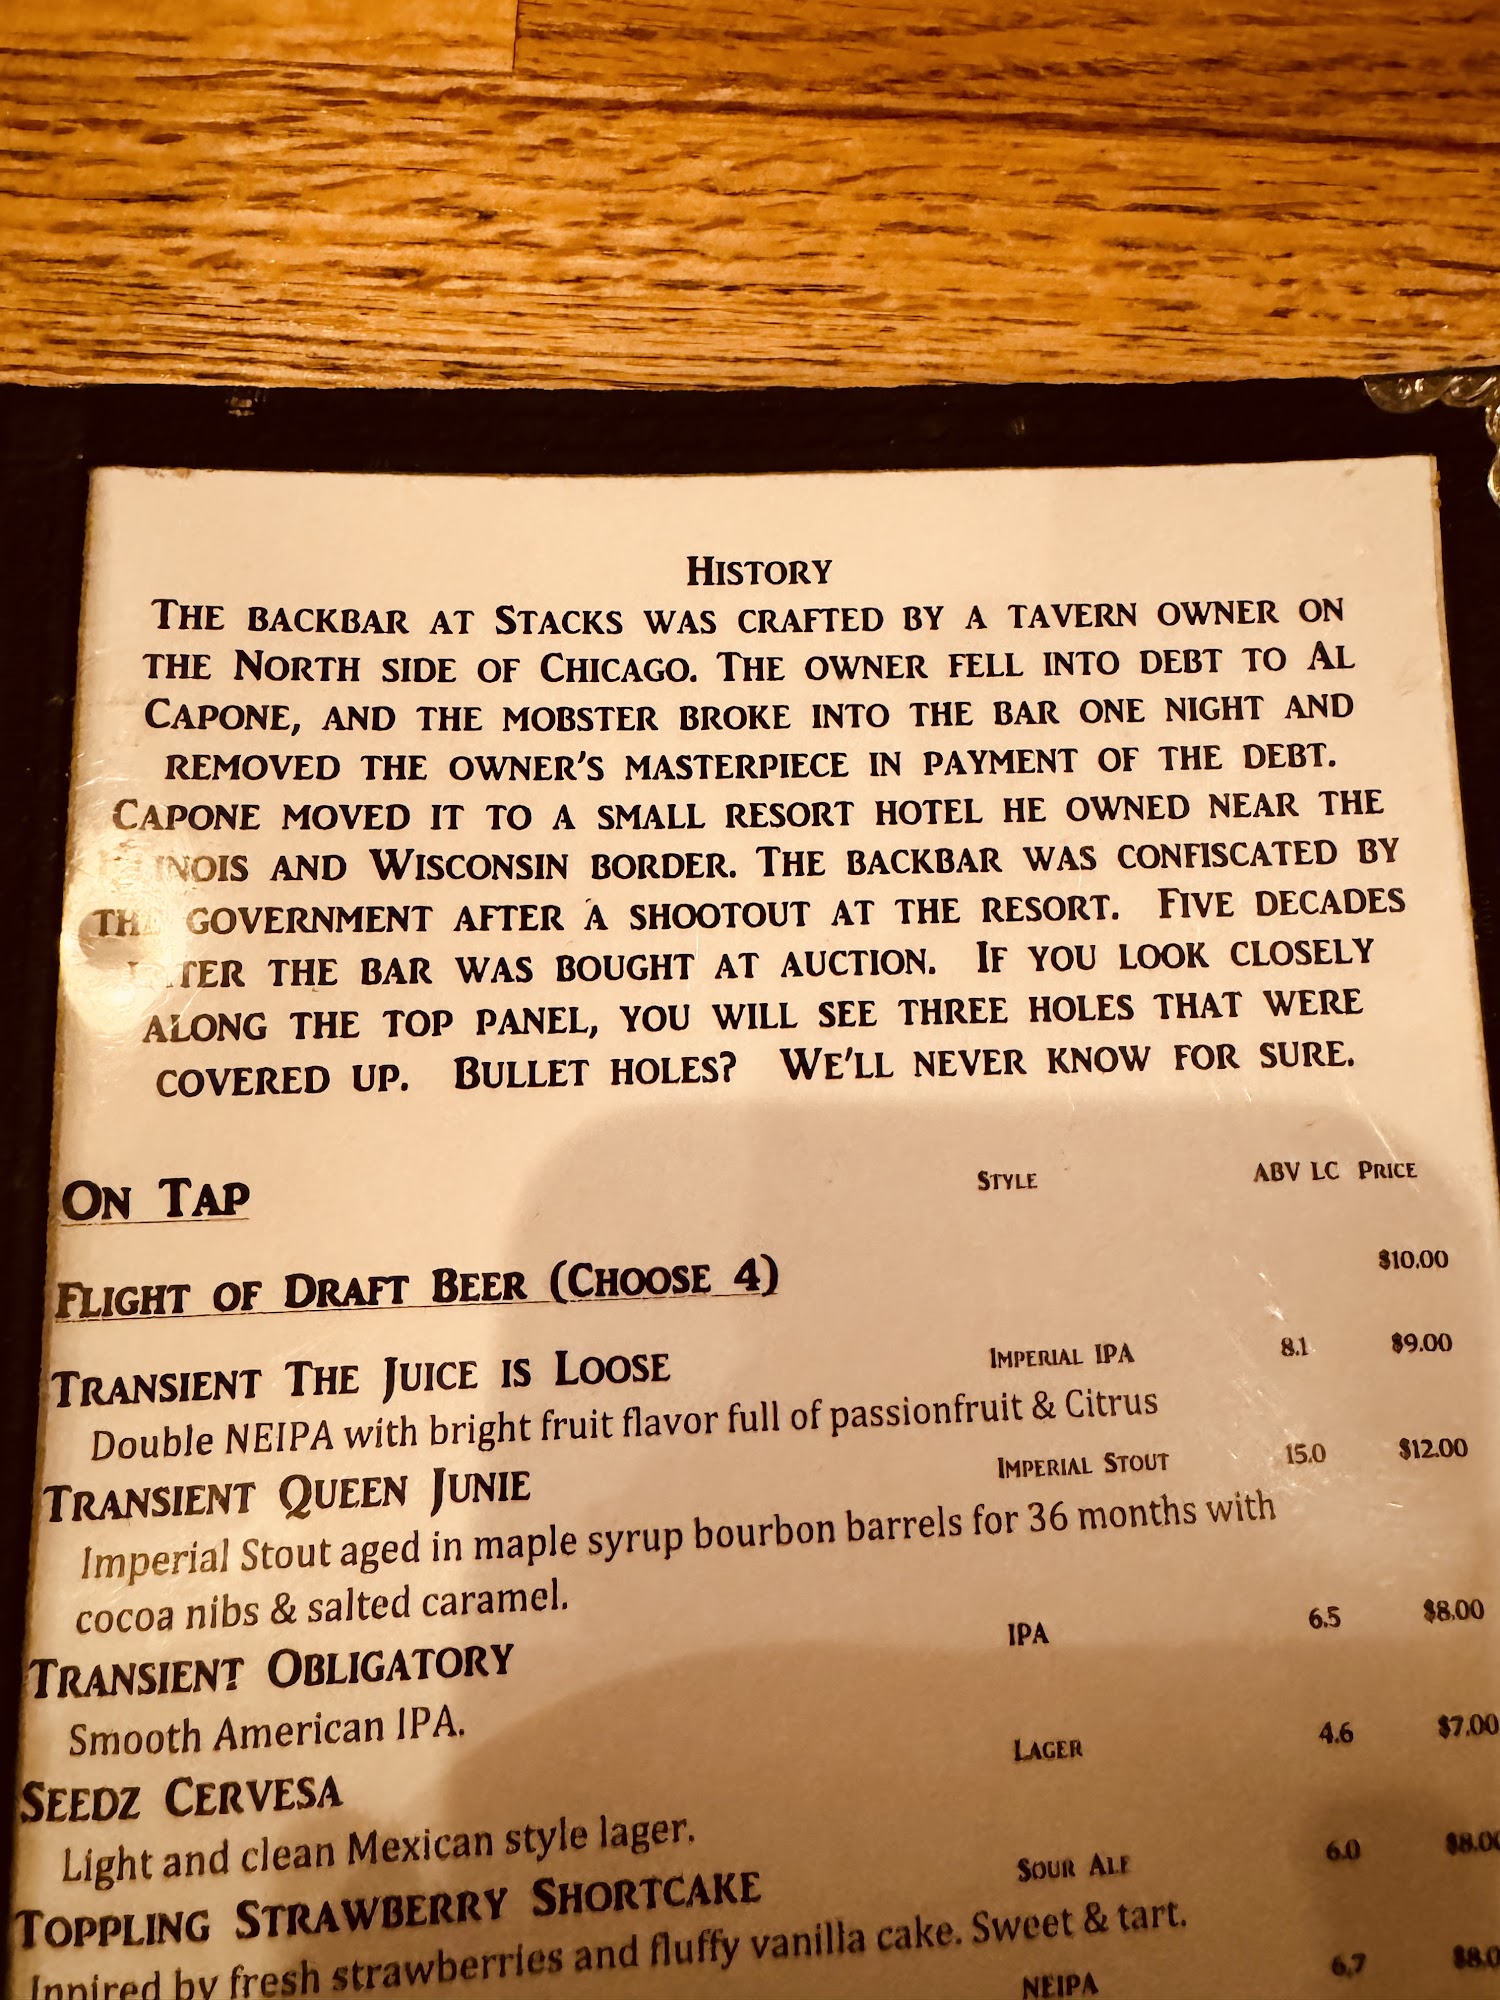 History
The backbar at Stacks was crafted by a tavern owner on
the North side of Chicago. The owner fell into debt to Al
Capone, and the mobster broke into the bar one night and
removed the owner's masterpiece in payment of the debt.
Capone moved it to a small resort hotel he owned near the
Illinois and Wisconsin border. The backbar was confiscated by
the government after a shootout at the resort. Five decades
later the bar was bought at auction. If you look closely
along the top panel, you will see three holes that were
covered up. Bullet holes? We'll never know for sure.
On Tap Style ABV LC Price
Flight of Draft Beer (Choose 4) $10.00
Transient The Juice is Loose Imperial IPA 8.1 $9.00
Double NEIPA with bright fruit flavor full of passionfruit & Citrus
Transient Queen Junie Imperial Stout 15.0 $12.00
Imperial Stout aged in maple syrup bourbon barrels for 36 months with
cocoa nibs & salted caramel.
Transient Obligatory IPA 6.5 $8.00
Smooth American IPA.
Seedz Cervesa Lager 4.6 $7.00
Light and clean Mexican style lager.
Toppling Strawberry Shortcake Sour Ale 6.0 $8.00
Inpired by fresh strawberries and fluffy vanilla cake. Sweet & tart.
NEIPA 6.7 $8.0